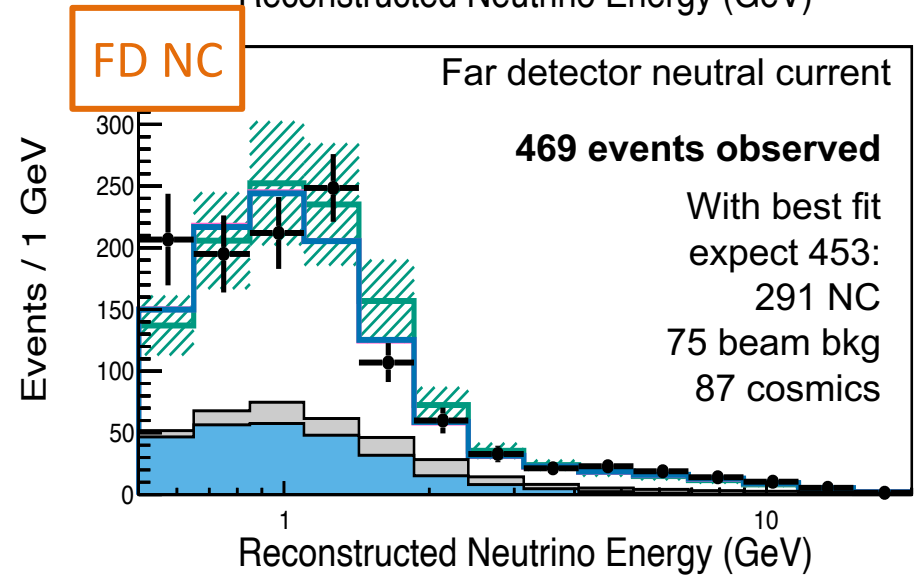 Reconstructed Neutrino Energy (GeV)
FD NC
Far detector neutral current
469 events observed
With best fit
expect 453:
291 NC
75 beam bkg
87 cosmics
Events / 1 GeV
300
250
200
150
100
50
0
1
10
Reconstructed Neutrino Energy (GeV)